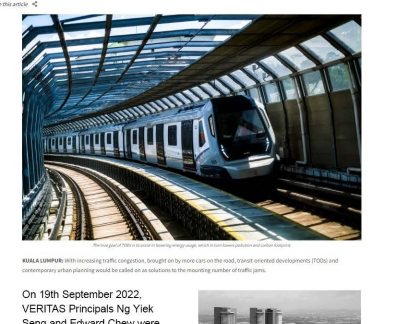 this article
The true goal of TODs is to assist in lowering energy usage, which in turn lowers pollution and carbon footprint.
KUALA LUMPUR: With increasing traffic congestion, brought on by more cars on the road, transit-oriented developments (TODs) and
contemporary urban planning would be called on as solutions to the mounting number of traffic jams.
On 19th September 2022,
VERITAS Principals Ng Yiek
Seng and Edward Chew were